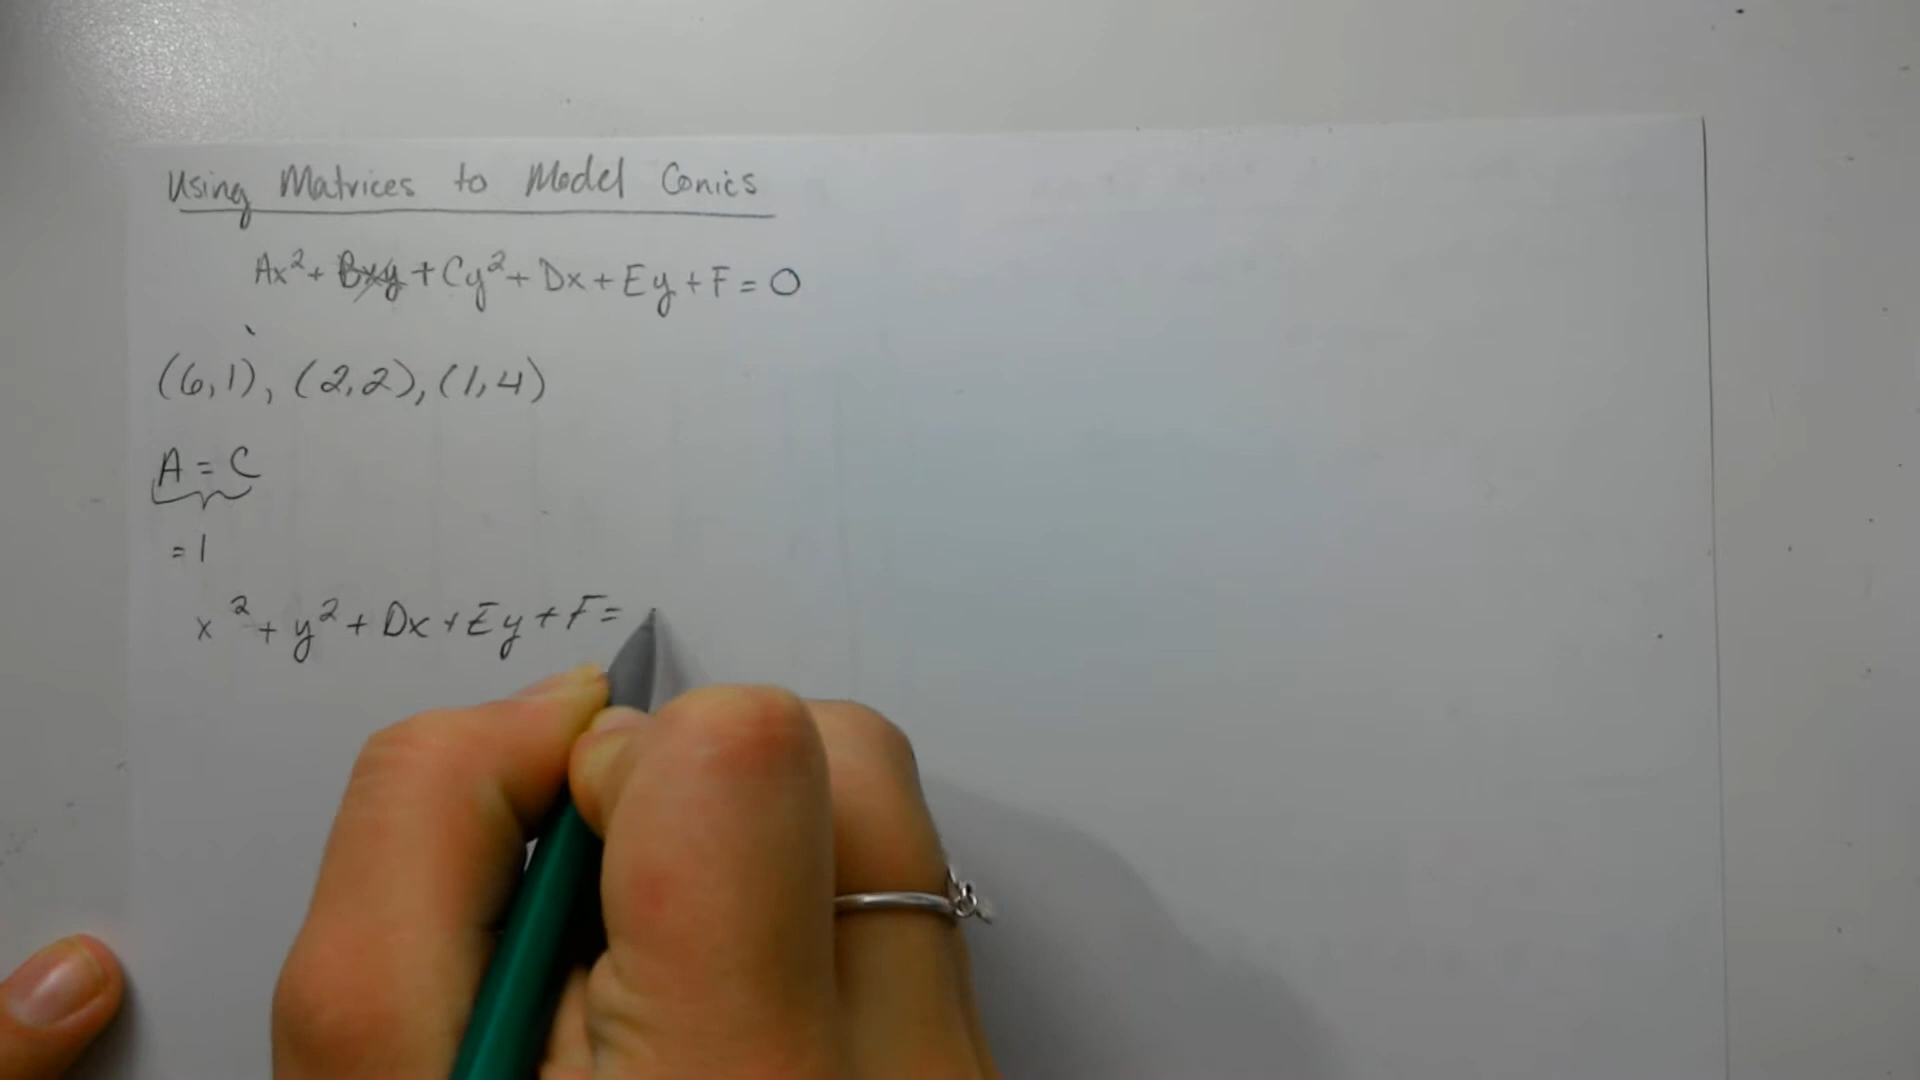 Using Matrices to Model Conics
Ax² + Bxy + Cy² + Dx + Ey + F = 0
(6,1), (2,2), (1,4)
A = C
= 1
x² + y² + Dx + Ey + F =